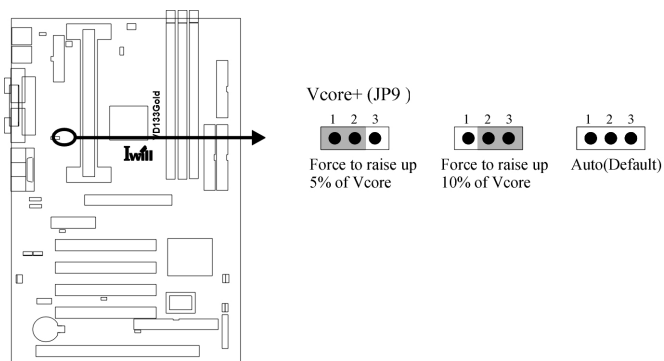 VD133Gold
Iwill
Vcore+ (JP9 )
1 2 3
1 2 3
1 2 3
Force to raise up
5% of Vcore
Force to raise up
10% of Vcore
Auto(Default)